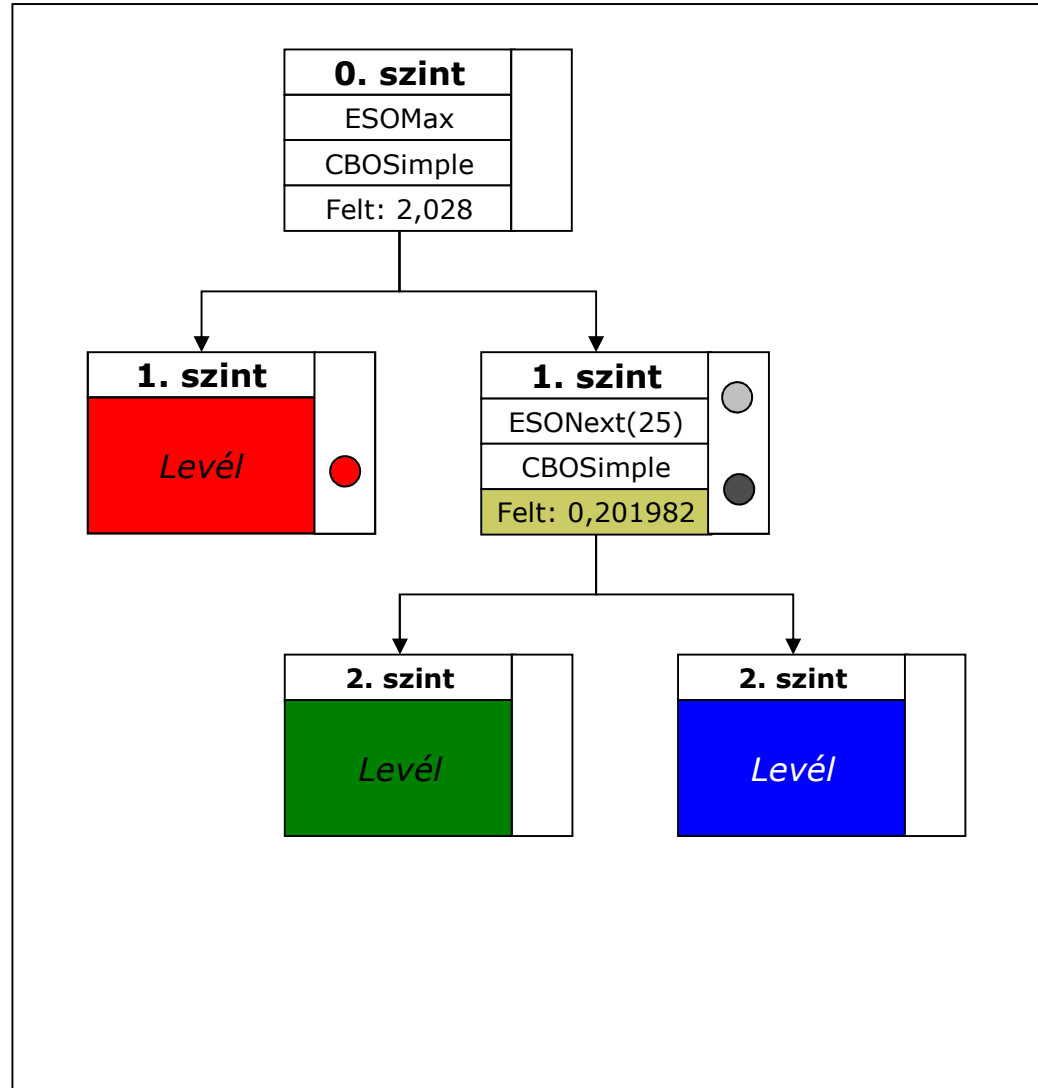 0. szint
ESOMax
CBOSimple
Felt: 2,028
1. szint
Levél
1. szint
ESONext(25)
CBOSimple
Felt: 0,201982
2. szint
Levél
2. szint
Levél